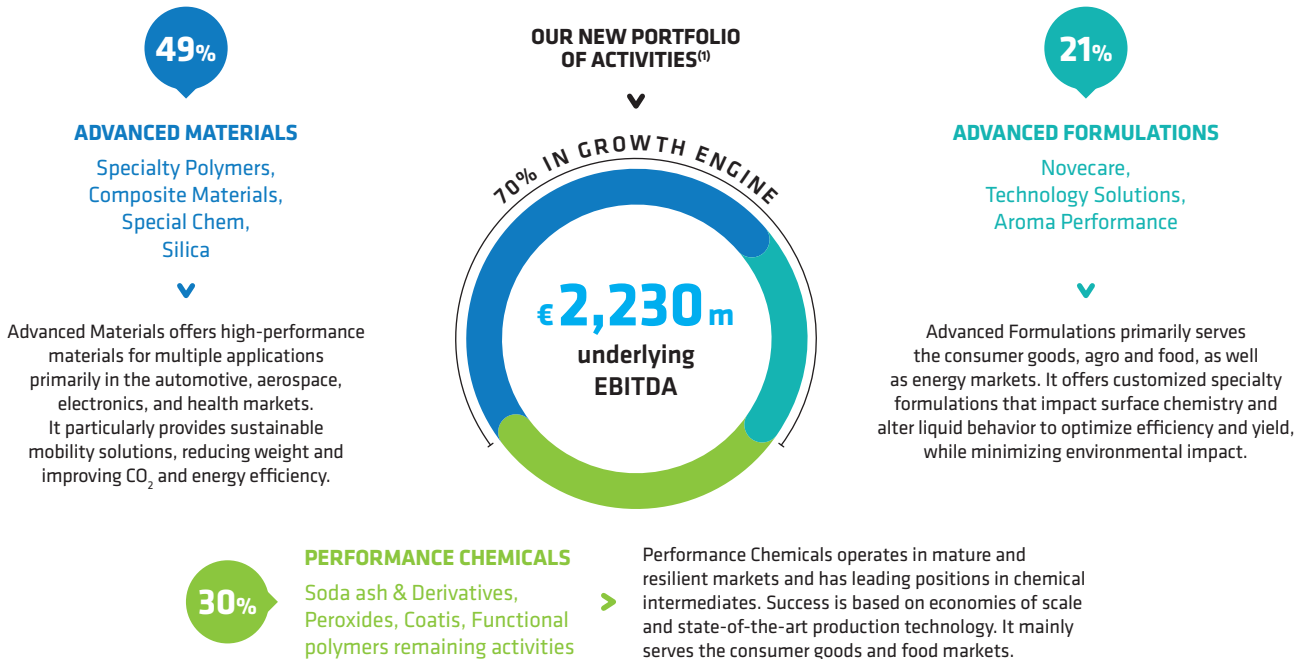 49%
ADVANCED MATERIALS
Specialty Polymers,
Composite Materials,
Special Chem,
Silica
Advanced Materials offers high-performance
materials for multiple applications
primarily in the automotive, aerospace,
electronics, and health markets.
It particularly provides sustainable
mobility solutions, reducing weight and
improving CO₂ and energy efficiency.
OUR NEW PORTFOLIO
OF ACTIVITIES(1)
70% IN GROWTH ENGINE
€ 2,230 m
underlying
EBITDA
21%
ADVANCED FORMULATIONS
Novecare,
Technology Solutions,
Aroma Performance
Advanced Formulations primarily serves
the consumer goods, agro and food, as well
as energy markets. It offers customized specialty
formulations that impact surface chemistry and
alter liquid behavior to optimize efficiency and yield,
while minimizing environmental impact.
30%
PERFORMANCE CHEMICALS
Soda ash & Derivatives,
Peroxides, Coatis, Functional
polymers remaining activities
Performance Chemicals operates in mature and
resilient markets and has leading positions in chemical
intermediates. Success is based on economies of scale
and state-of-the-art production technology. It mainly
serves the consumer goods and food markets.